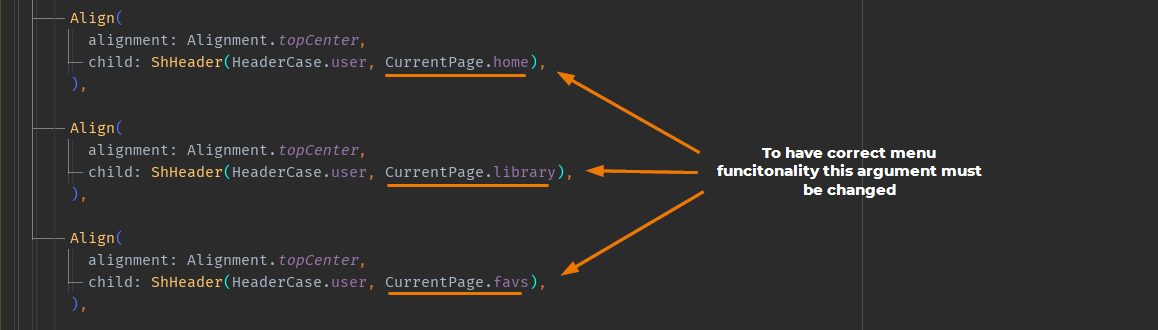 Align(
alignment: Alignment.topCenter,
child: ShHeader(HeaderCase.user, CurrentPage.home),
),
Align(
alignment: Alignment.topCenter,
child: ShHeader(HeaderCase.user, CurrentPage.library),
),
Align(
alignment: Alignment.topCenter,
child: ShHeader(HeaderCase.user, CurrentPage.favs),
),
To have correct menu
funcitonality this argument must
be changed